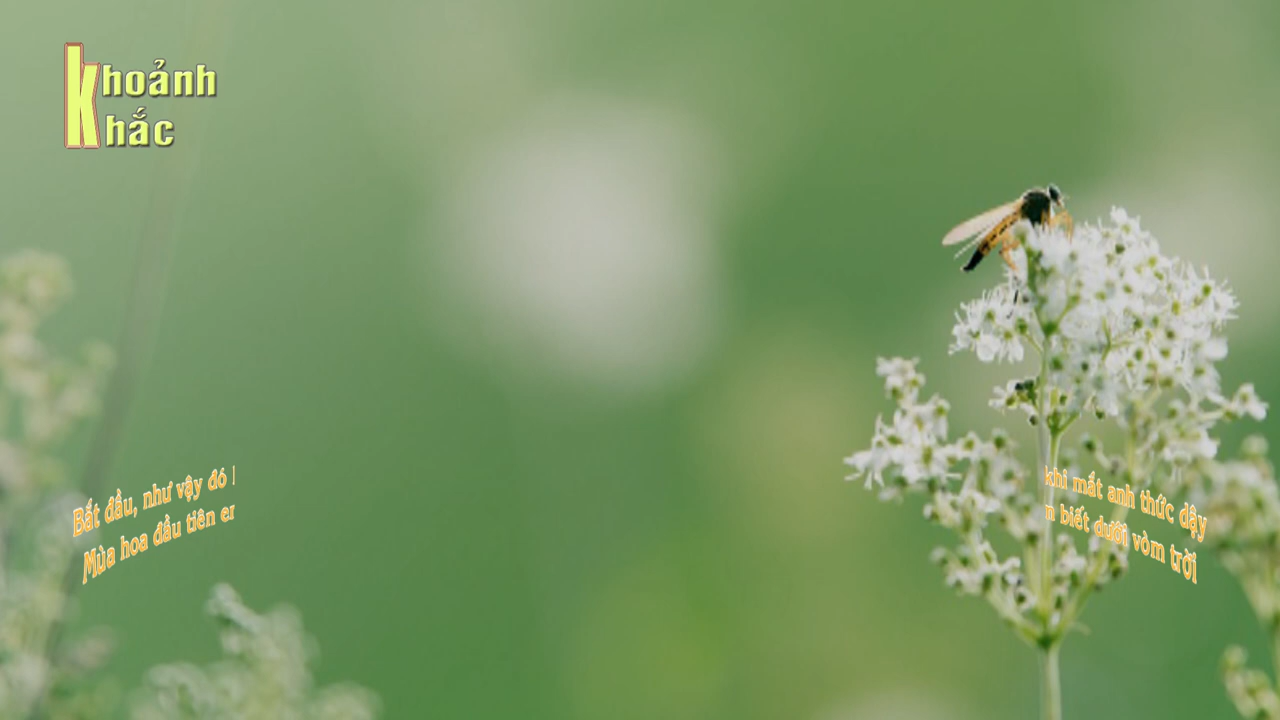 khoảnh
khắc
Bắt đầu, như vậy đó khi mắt anh thức dậy
Mùa hoa đầu tiên em biết dưới vòm trời